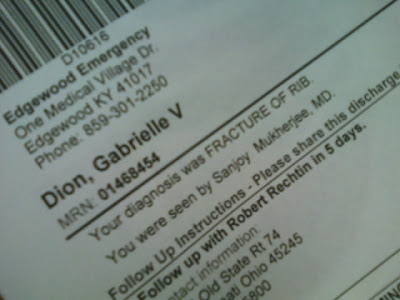 D10616
Edgewood Emergency
One Medical Village Dr.
Edgewood KY 41017
Phone: 859-301-2250
Dion, Gabrielle V
MRN: 01468454
Your diagnosis was FRACTURE OF RIB.
You were seen by Sanjoy Mukherjee, MD.
Follow Up Instructions - Please share this discharge
Follow up with Robert Rechtin in 5 days.
contact information:
Old State Rt 74
Ohio 45245